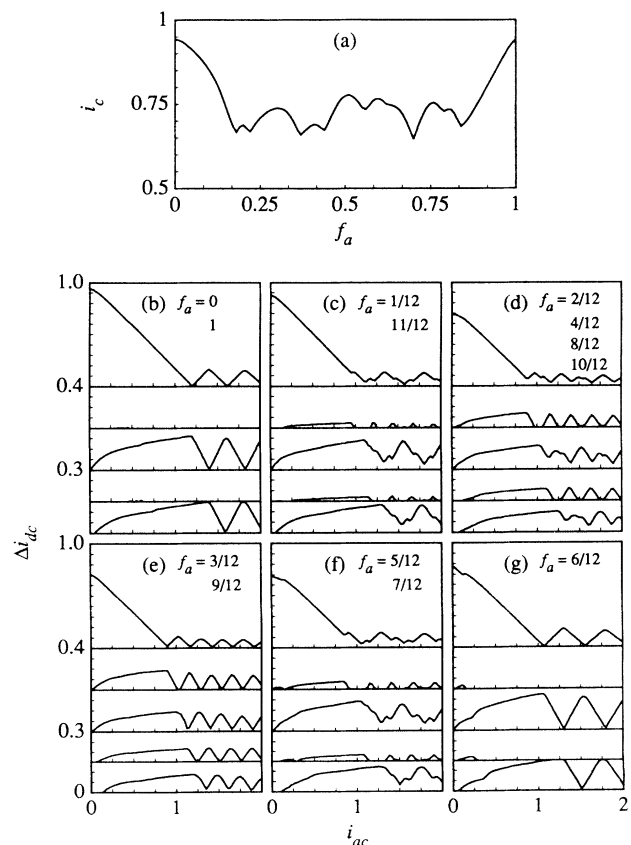 (a)
1
0.75
0.5
i_c
0 0.25 0.50 0.75 1
f_a
(b) f_a = 0
1
(c) f_a = 1/12
11/12
(d) f_a = 2/12
4/12
8/12
10/12
1.0
0.4
0.3
Δi_dc
(e) f_a = 3/12
9/12
(f) f_a = 5/12
7/12
(g) f_a = 6/12
1.0
0.4
0.3
0
0 1 0 1 0 1 2
i_ac